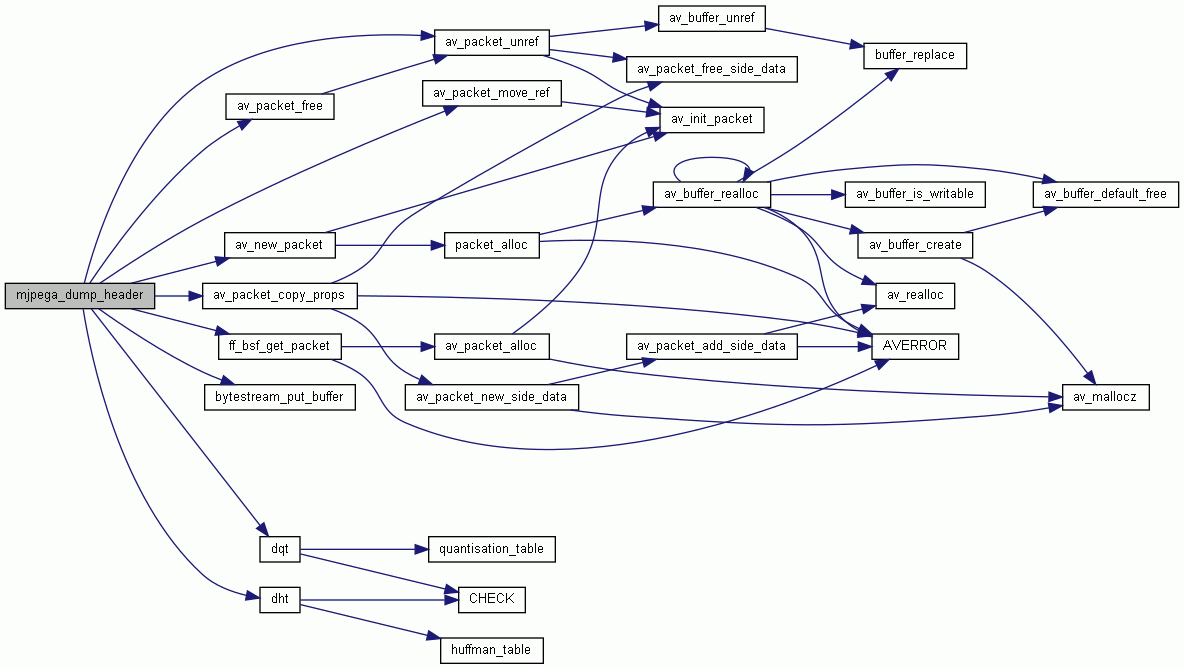 av_buffer_unref
av_packet_unref
buffer_replace
av_packet_free_side_data
av_packet_move_ref
av_packet_free
av_init_packet
av_buffer_realloc
av_buffer_is_writable
av_buffer_default_free
av_new_packet
packet_alloc
av_buffer_create
mjpega_dump_header
av_packet_copy_props
av_realloc
ff_bsf_get_packet
av_packet_alloc
av_packet_add_side_data
AVERROR
bytestream_put_buffer
av_packet_new_side_data
av_mallocz
dqt
quantisation_table
dht
CHECK
huffman_table